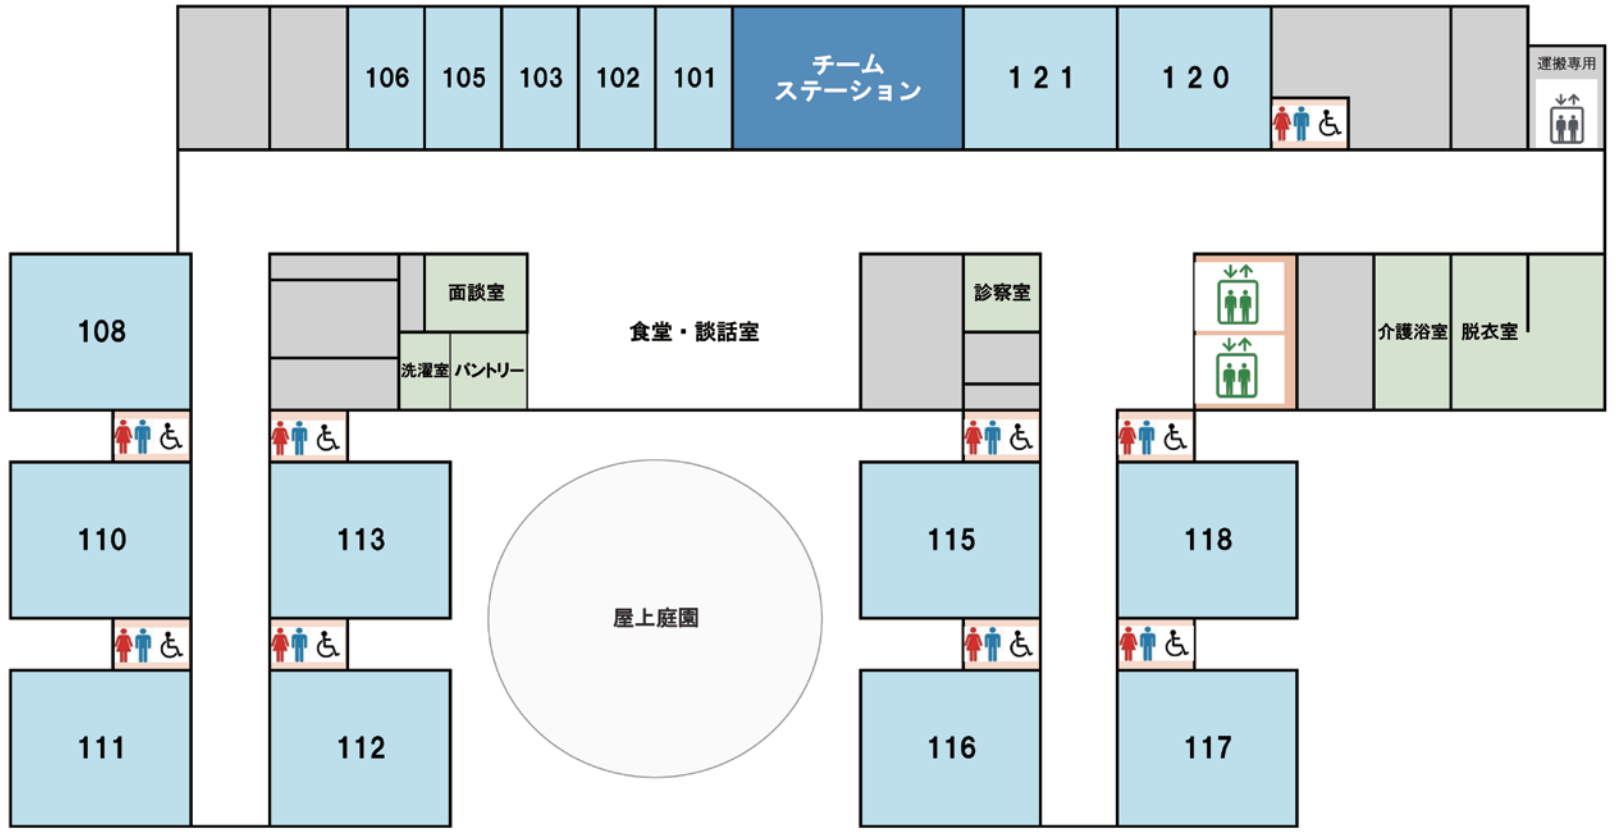 106
105
103
102
101
チーム
ステーション
１２１
１２０
運搬専用
108
面談室
洗濯室
パントリー
食堂・談話室
診察室
介護浴室
脱衣室
110
113
115
118
屋上庭園
111
112
116
117